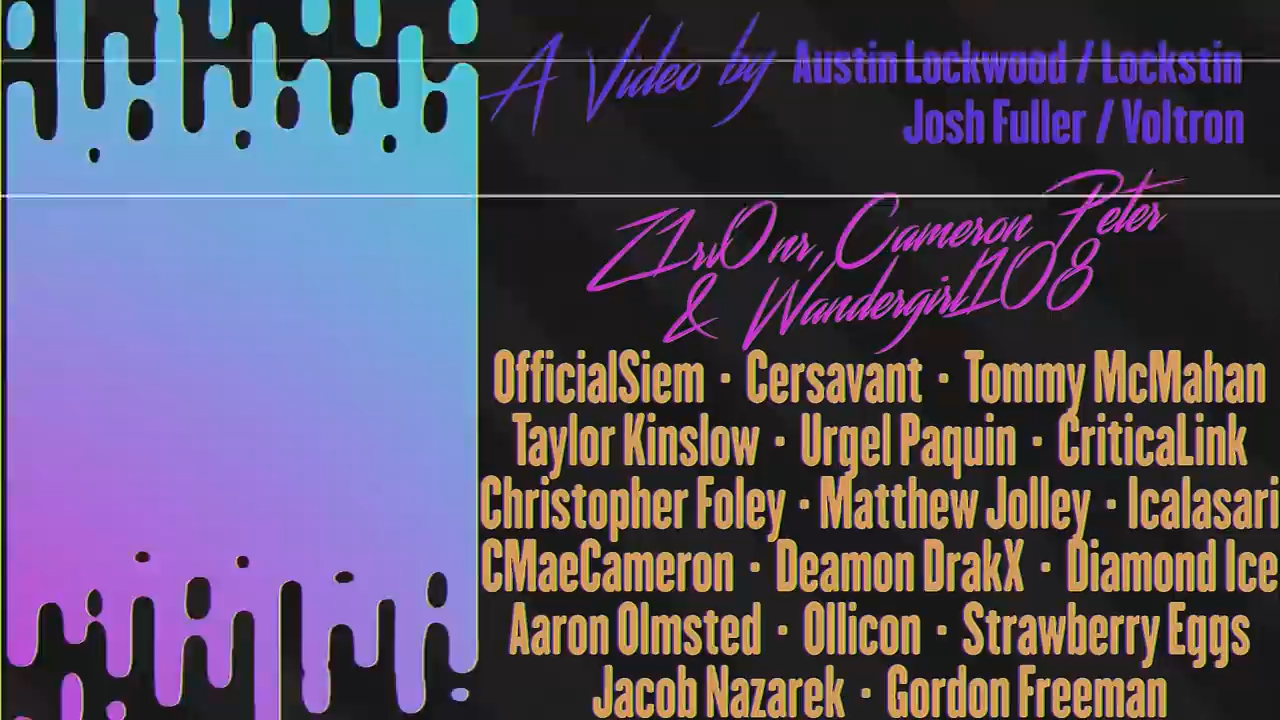 A Video by Austin Lockwood / Lockstin
Josh Fuller / Voltron
Z1ri0nr, Cameron Peter
& Wandergirl108
OfficialSiem · Cersavant · Tommy McMahan
Taylor Kinslow · Urgel Paquin · CriticaLink
Christopher Foley · Matthew Jolley · Icalasari
CMaeCameron · Deamon DrakX · Diamond Ice
Aaron Olmsted · Ollicon · Strawberry Eggs
Jacob Nazarek · Gordon Freeman